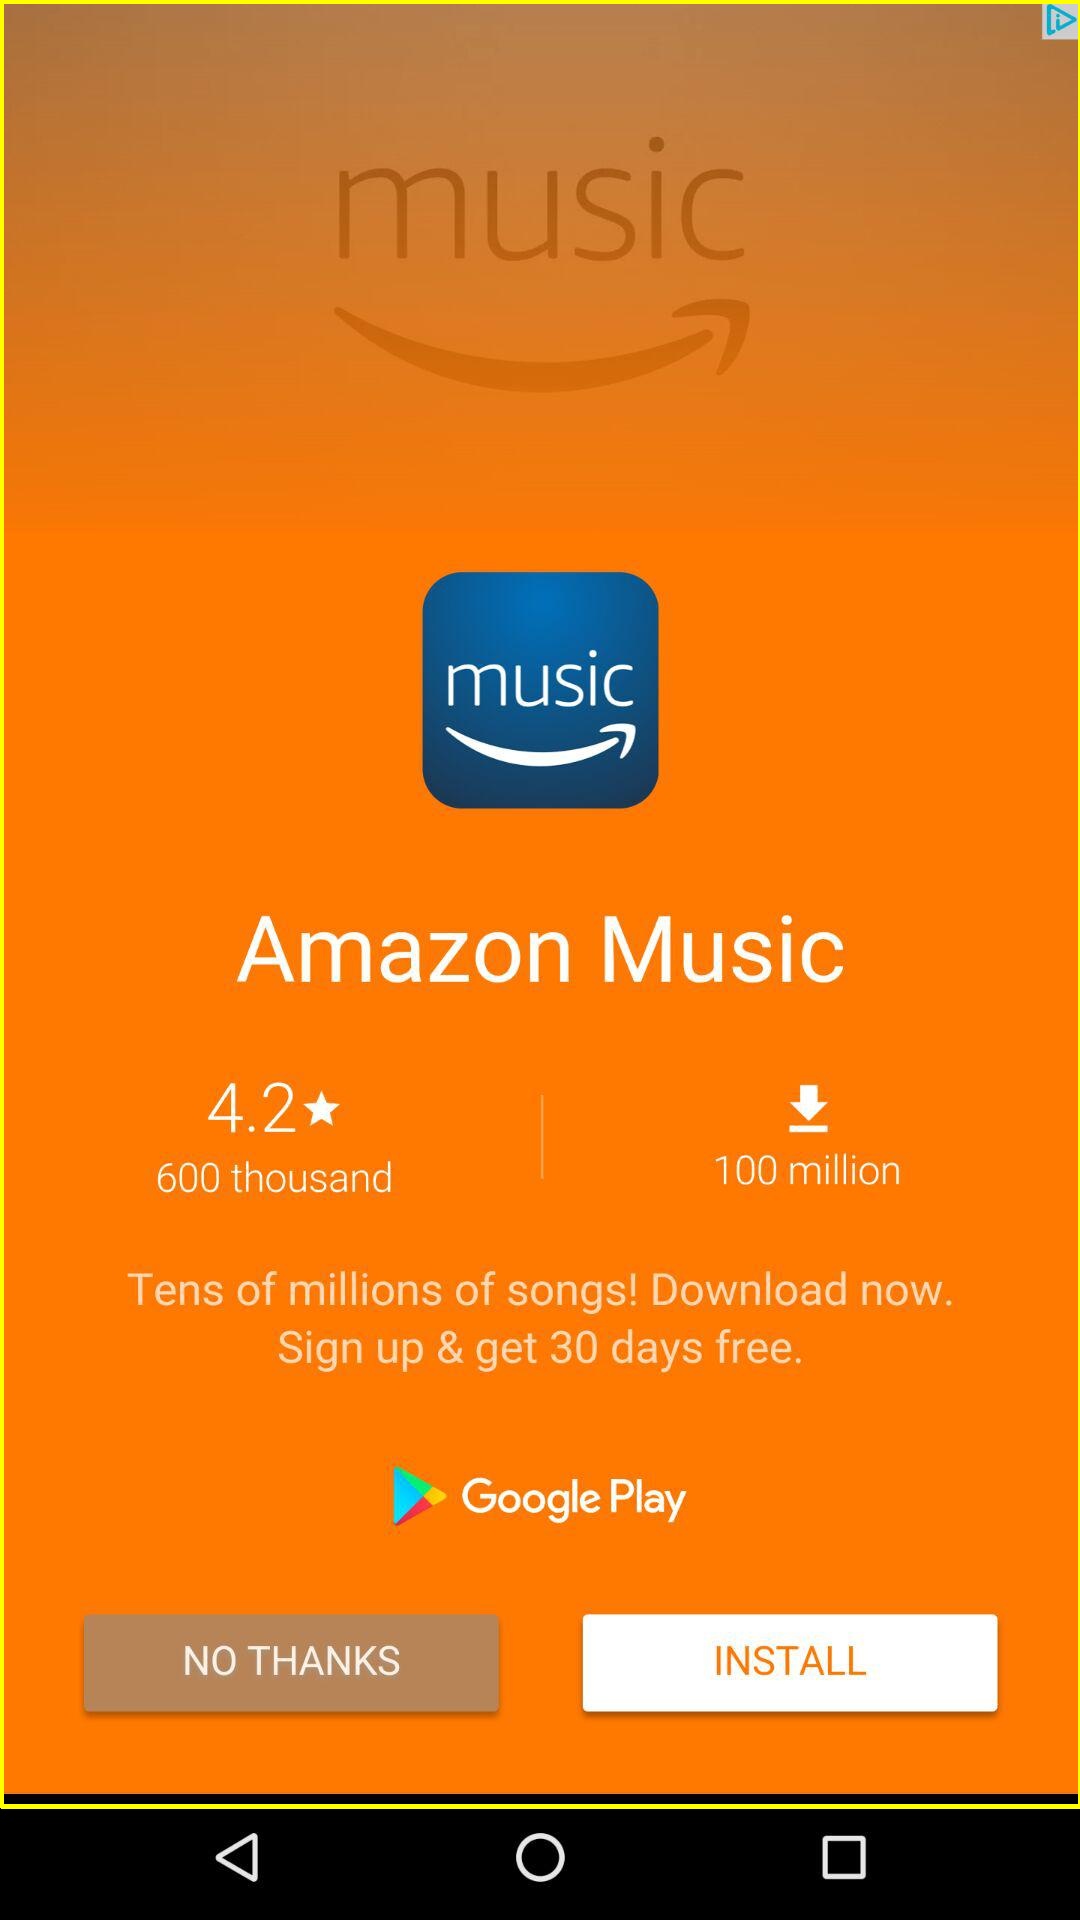 music
music
Amazon Music
4.2
600 thousand
100 million
Tens of millions of songs! Download now.
Sign up & get 30 days free.
Google Play
NO THANKS
INSTALL